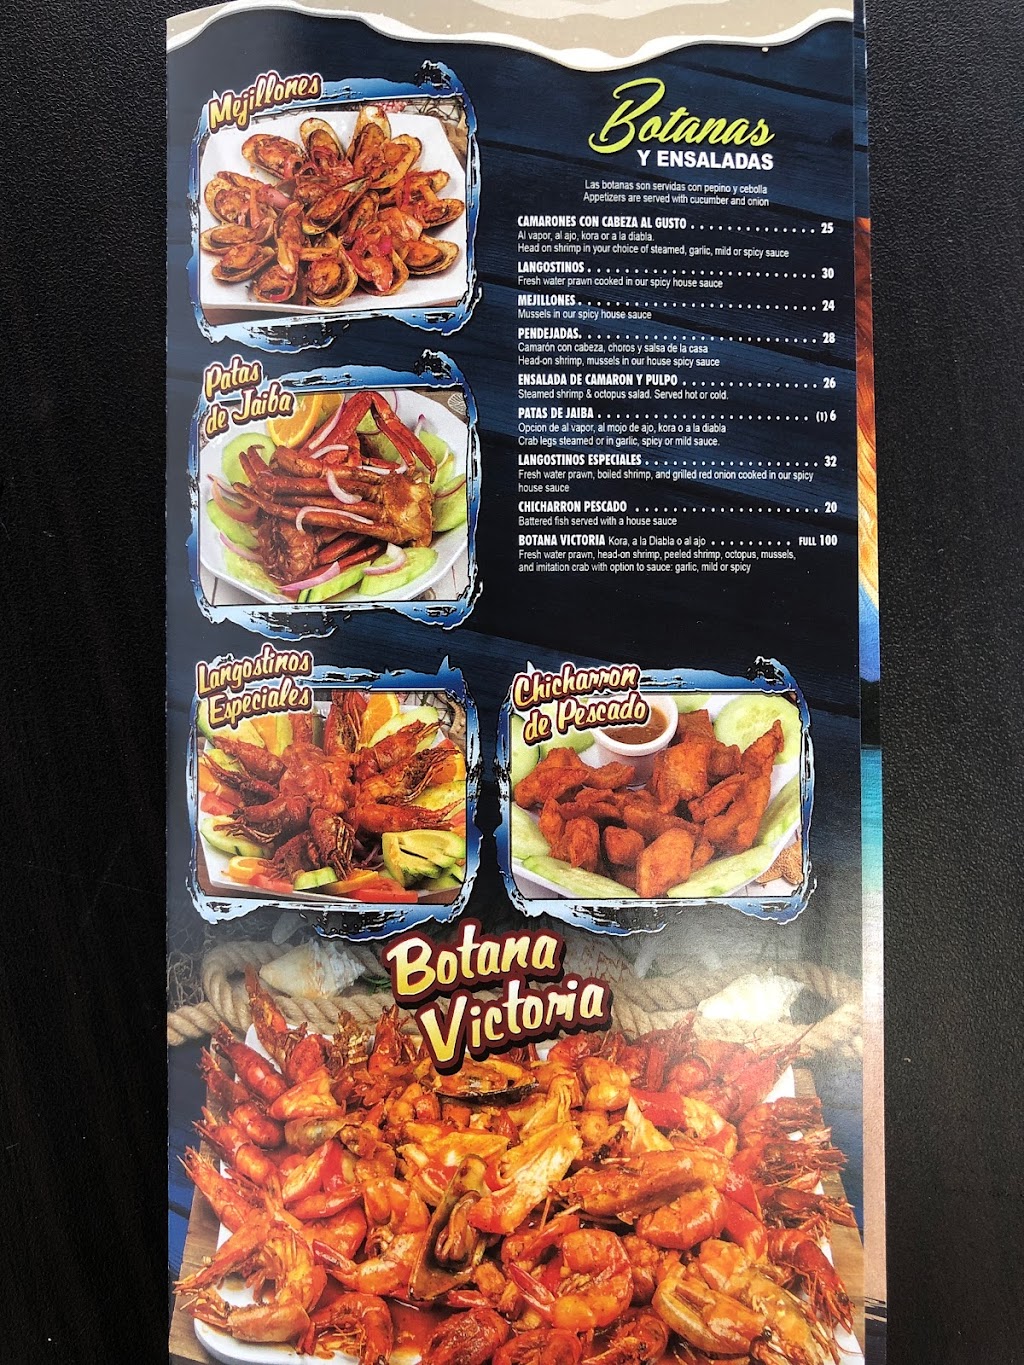 Mejillones
Botanas
Y ENSALADAS
Las botanas son servidas con pepino y cebolla
Appetizers are served with cucumber and onion
CAMARONES CON CABEZA AL GUSTO . . . . . . . . . . . . . . 25
Al vapor, al ajo, kora or a la diabla.
Head on shrimp in your choice of steamed, garlic, mild or spicy sauce
LANGOSTINOS . . . . . . . . . . . . . . . . . . . . . . . . . 30
Fresh water prawn cooked in our spicy house sauce
MEJILLONES . . . . . . . . . . . . . . . . . . . . . . . . . . 24
Mussels in our spicy house sauce
PENDEJADAS. . . . . . . . . . . . . . . . . . . . . . . . . . 28
Camarón con cabeza, choros y salsa de la casa
Head-on shrimp, mussels in our house spicy sauce
ENSALADA DE CAMARON Y PULPO . . . . . . . . . . . . . . . 26
Steamed shrimp & octopus salad. Served hot or cold.
PATAS DE JAIBA . . . . . . . . . . . . . . . . . . . . . . . (1) 6
Opcion de al vapor, al mojo de ajo, kora o a la diabla
Crab legs steamed or in garlic, spicy or mild sauce.
LANGOSTINOS ESPECIALES . . . . . . . . . . . . . . . . . . . 32
Fresh water prawn, boiled shrimp, and grilled red onion cooked in our spicy
house sauce
CHICHARRON PESCADO . . . . . . . . . . . . . . . . . . . . 20
Battered fish served with a house sauce
BOTANA VICTORIA Kora, a la Diabla o al ajo . . . . . . . . . FULL 100
Fresh water prawn, head-on shrimp, peeled shrimp, octopus, mussels,
and imitation crab with option to sauce: garlic, mild or spicy
Patas
de Jaiba
Langostinos
Especiales
Chicharron
de Pescado
Botana
Victoria